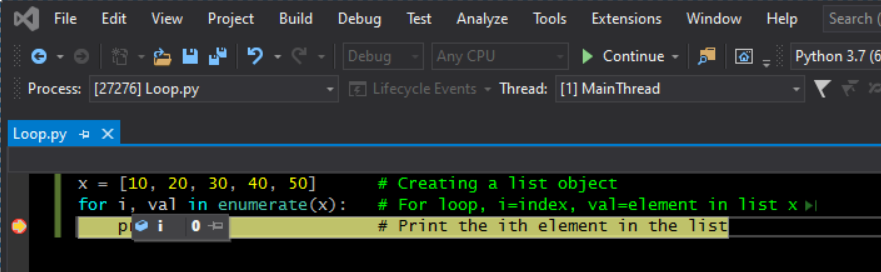 File Edit View Project Build Debug Test Analyze Tools Extensions Window Help Search (
Debug Any CPU Continue Python 3.7 (6
Process: [27276] Loop.py Lifecycle Events Thread: [1] MainThread
Loop.py
x = [10, 20, 30, 40, 50] # Creating a list object
for i, val in enumerate(x): # For loop, i=index, val=element in list x
p i 0 # Print the ith element in the list